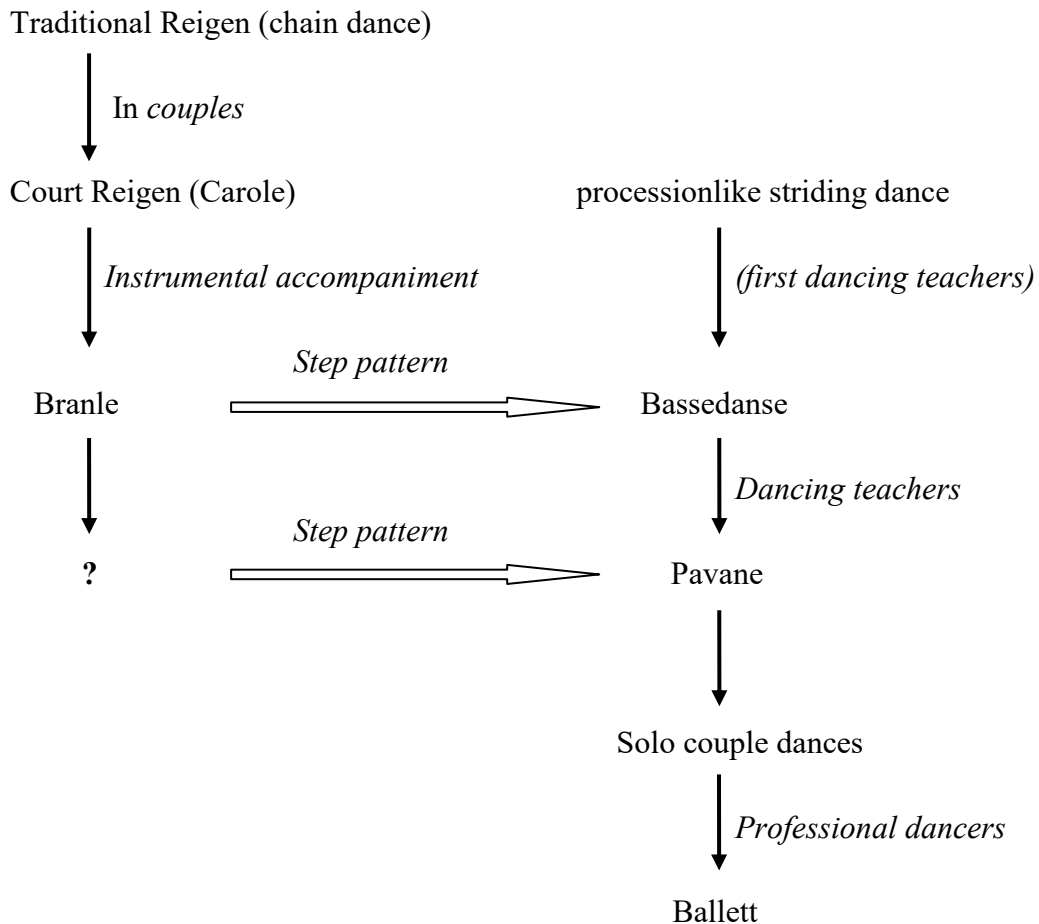 Traditional Reigen (chain dance)
In couples
Court Reigen (Carole)
processionlike striding dance
Instrumental accompaniment
(first dancing teachers)
Step pattern
Branle
Bassedanse
Dancing teachers
Step pattern
?
Pavane
Solo couple dances
Professional dancers
Ballett